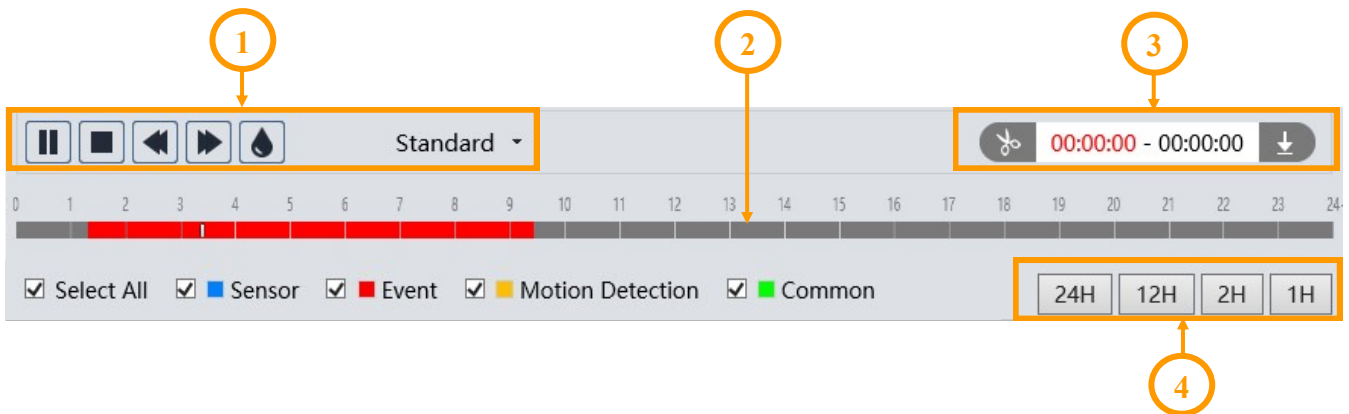 1 2 3
Standard 00:00:00 - 00:00:00
0 1 2 3 4 5 6 7 8 9 10 11 12 13 14 15 16 17 18 19 20 21 22 23 24
Select All Sensor Event Motion Detection Common 24H 12H 2H 1H
4